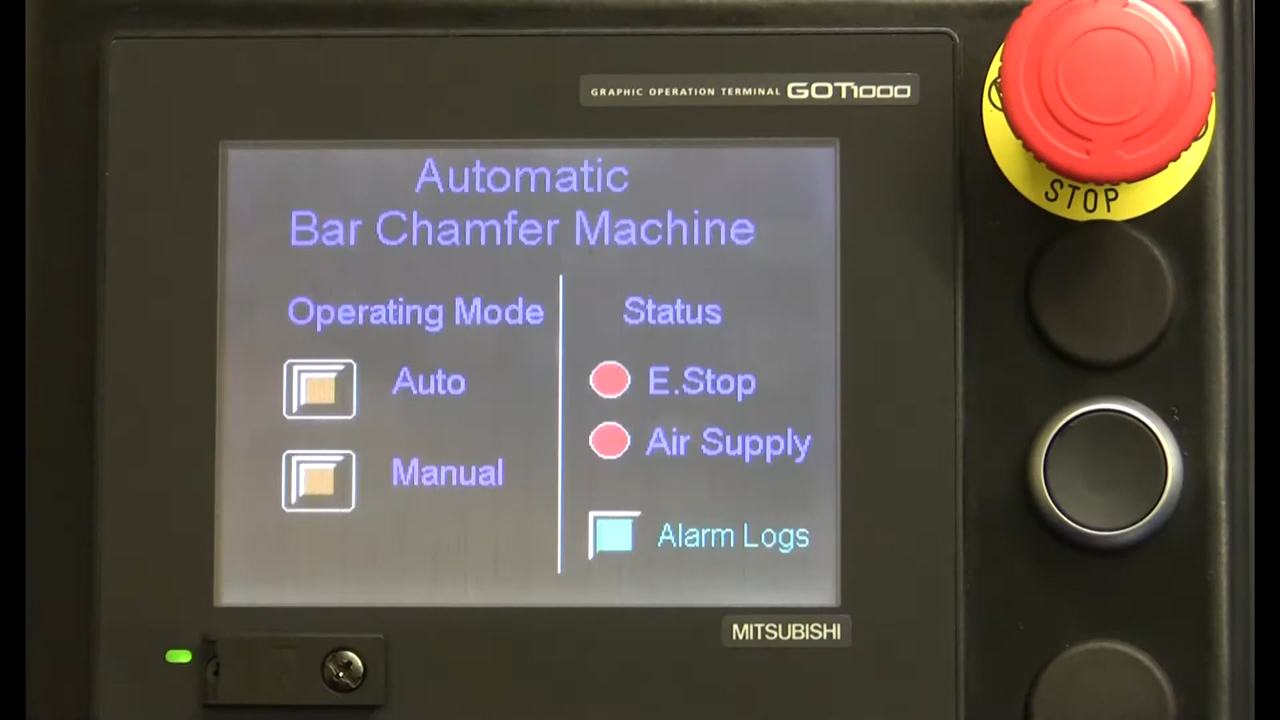 GRAPHIC OPERATION TERMINAL GOT1000
Automatic
Bar Chamfer Machine
Operating Mode
Auto
Manual
Status
E.Stop
Air Supply
Alarm Logs
MITSUBISHI
STOP